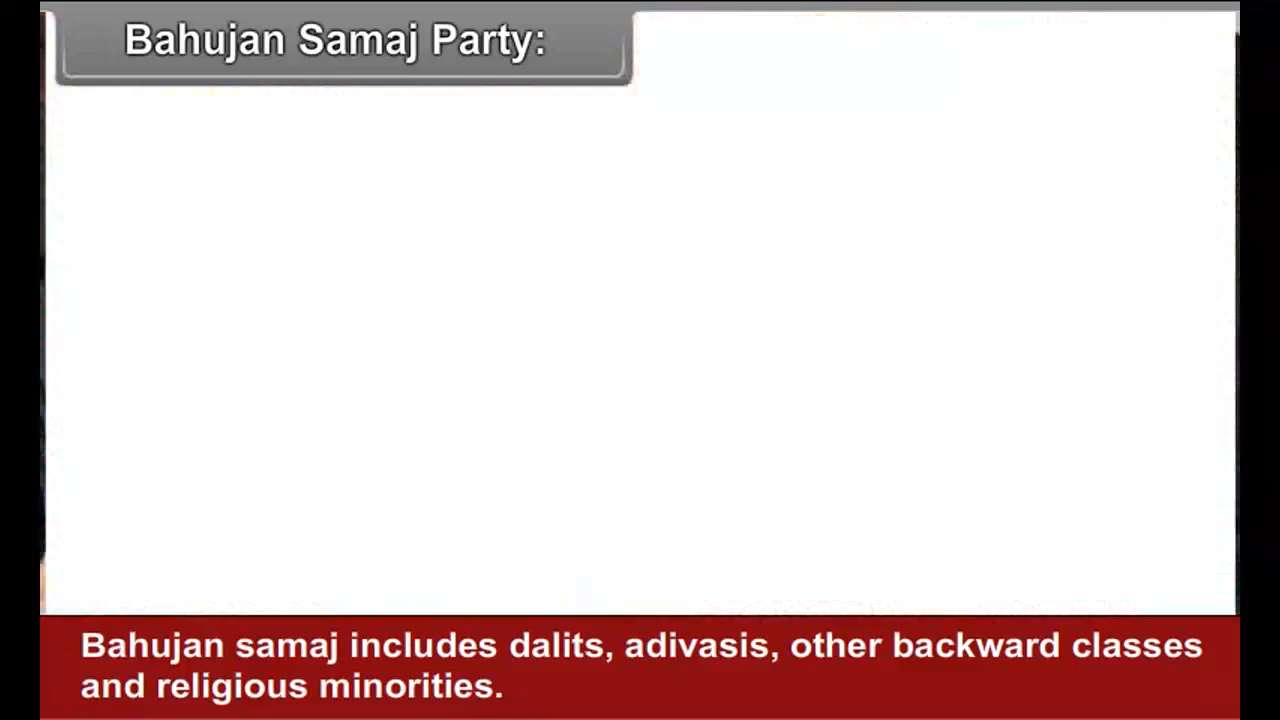 Bahujan Samaj Party:
Bahujan samaj includes dalits, adivasis, other backward classes
and religious minorities.